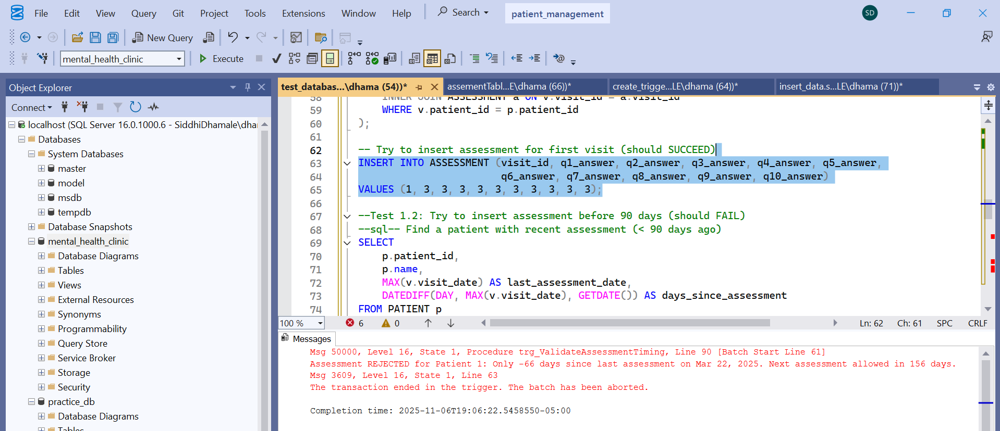 File Edit View Query Git Project Tools Extensions Window Help Search patient_management SD
New Query
mental_health_clinic Execute
Object Explorer
Connect
localhost (SQL Server 16.0.1000.6 - SiddhiDhamale\dha
Databases
System Databases
master
model
msdb
tempdb
Database Snapshots
mental_health_clinic
Database Diagrams
Tables
Views
External Resources
Synonyms
Programmability
Query Store
Service Broker
Storage
Security
practice_db
Database Diagrams
Tables
test_databas...\dhama (54))* assementTabl...E\dhama (66))* create_trigge...LE\dhama (64))* insert_data.s...LE\dhama (71))*
58 INNER JOIN ASSESSMENT a ON v.visit_id = a.visit_id
59 WHERE v.patient_id = p.patient_id
60 );
61
62 -- Try to insert assessment for first visit (should SUCCEED)
63 INSERT INTO ASSESSMENT (visit_id, q1_answer, q2_answer, q3_answer, q4_answer, q5_answer,
64 q6_answer, q7_answer, q8_answer, q9_answer, q10_answer)
65 VALUES (1, 3, 3, 3, 3, 3, 3, 3, 3, 3, 3);
66
67 --Test 1.2: Try to insert assessment before 90 days (should FAIL)
68 --sql-- Find a patient with recent assessment (< 90 days ago)
69 SELECT
70 p.patient_id,
71 p.name,
72 MAX(v.visit_date) AS last_assessment_date,
73 DATEDIFF(DAY, MAX(v.visit_date), GETDATE()) AS days_since_assessment
74 FROM PATIENT p
100 % 6 0 Ln: 62 Ch: 61 SPC CRLF
Messages
Msg 50000, Level 16, State 1, Procedure trg_ValidateAssessmentTiming, Line 90 [Batch Start Line 61]
Assessment REJECTED for Patient 1: Only -66 days since last assessment on Mar 22, 2025. Next assessment allowed in 156 days.
Msg 3609, Level 16, State 1, Line 63
The transaction ended in the trigger. The batch has been aborted.
Completion time: 2025-11-06T19:06:22.5458550-05:00